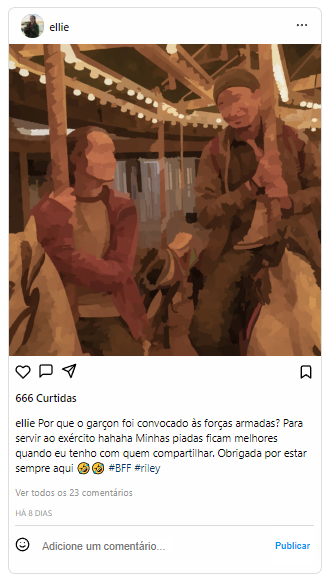 ellie
666 Curtidas
ellie Por que o garçon foi convocado às forças armadas? Para
servir ao exército hahaha Minhas piadas ficam melhores
quando eu tenho com quem compartilhar. Obrigada por estar
sempre aqui 🤣🤣 #BFF #riley
Ver todos os 23 comentários
HÁ 8 DIAS
Adicione um comentário... Publicar